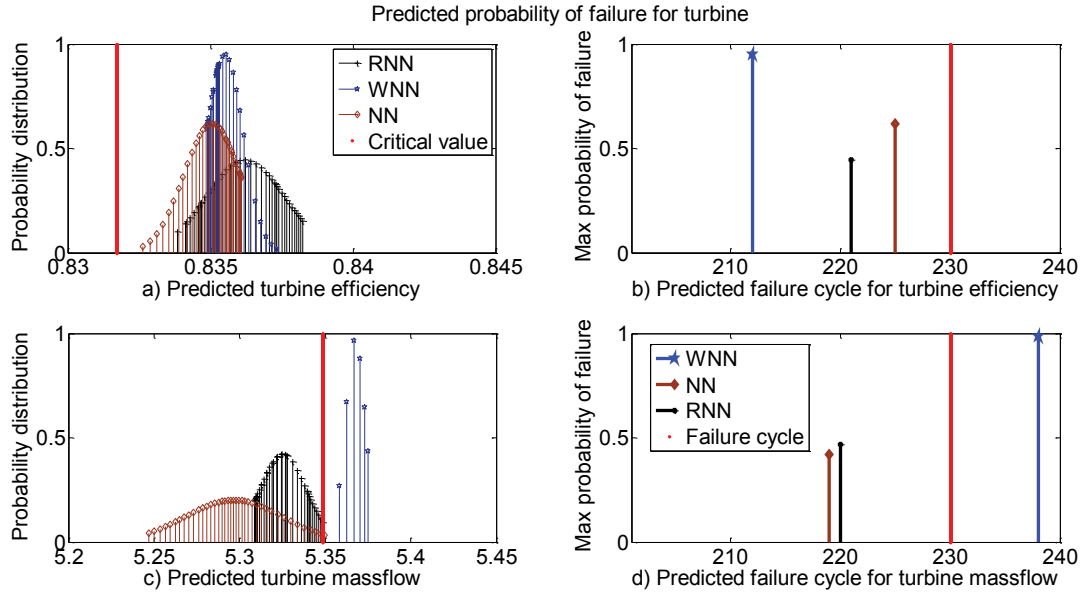 Predicted probability of failure for turbine
Probability distribution
1
0.5
0
0.83
0.835
0.84
0.845
RNN
WNN
NN
Critical value
a) Predicted turbine efficiency
Max probability of failure
1
0.5
0
210
220
230
240
b) Predicted failure cycle for turbine efficiency
Probability distribution
1
0.5
0
5.2
5.25
5.3
5.35
5.4
5.45
c) Predicted turbine massflow
Max probability of failure
1
0.5
0
210
220
230
240
WNN
NN
RNN
Failure cycle
d) Predicted failure cycle for turbine massflow